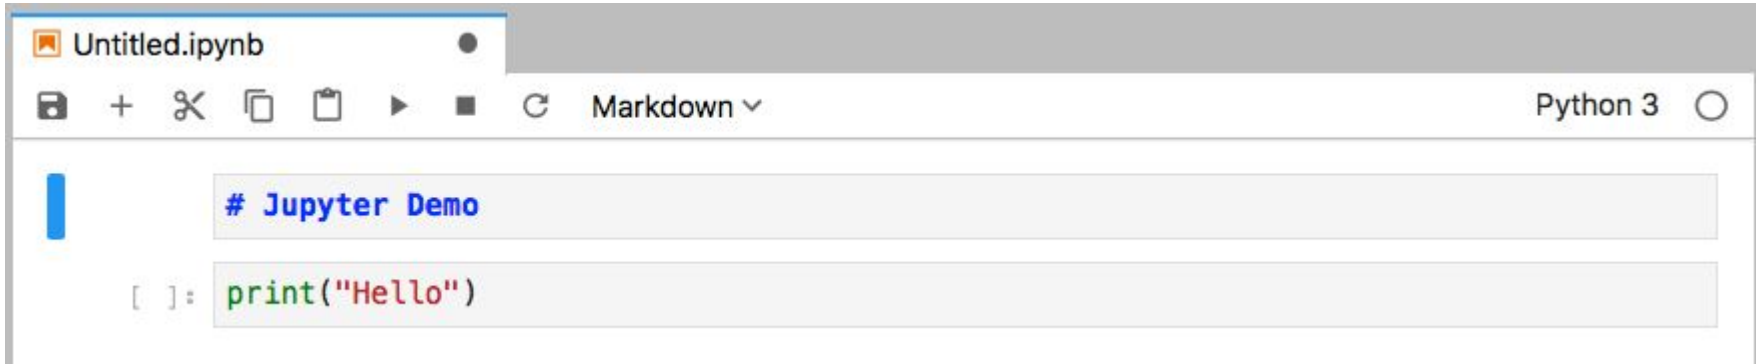 Untitled.ipynb
Markdown Python 3
# Jupyter Demo
[ ]: print("Hello")